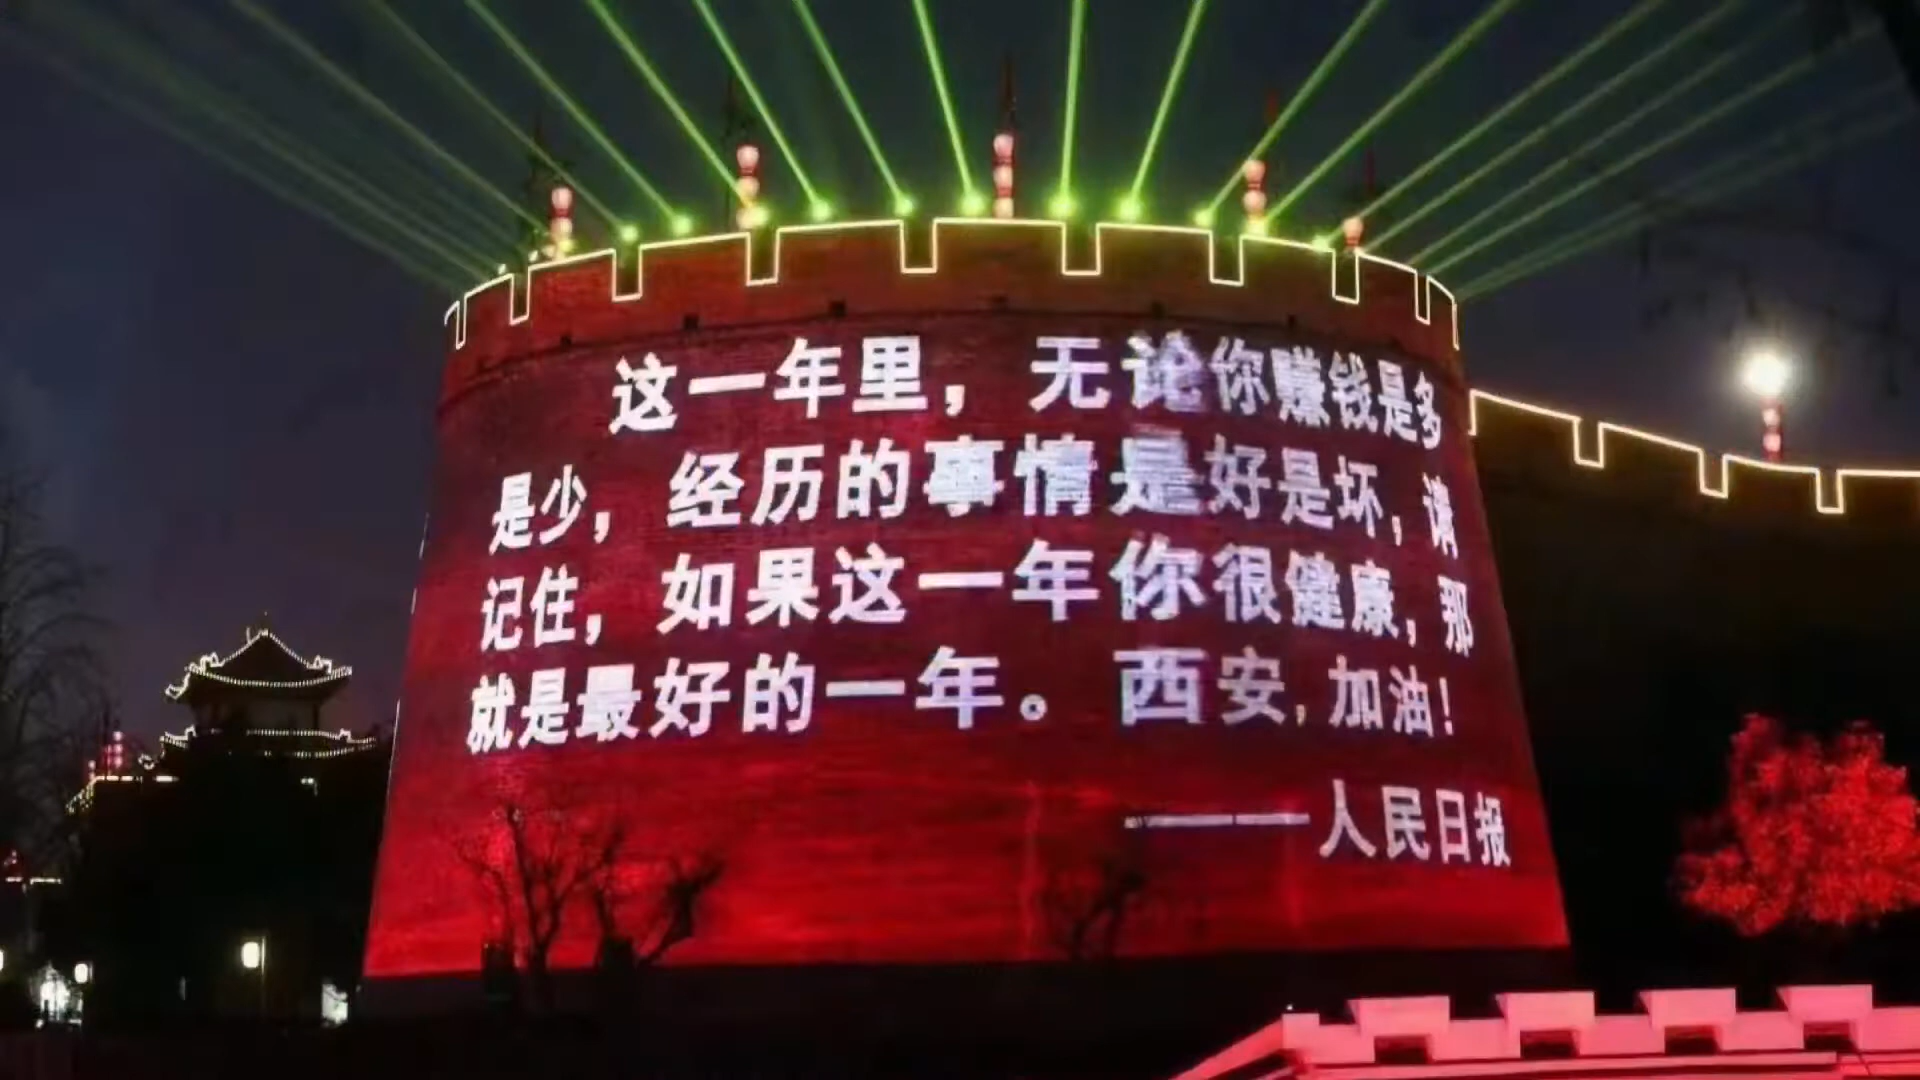 这一年里，无论你赚钱是多
是少，经历的事情是好是坏，请
记住，如果这一年你很健康，那
就是最好的一年。西安，加油！
——人民日报